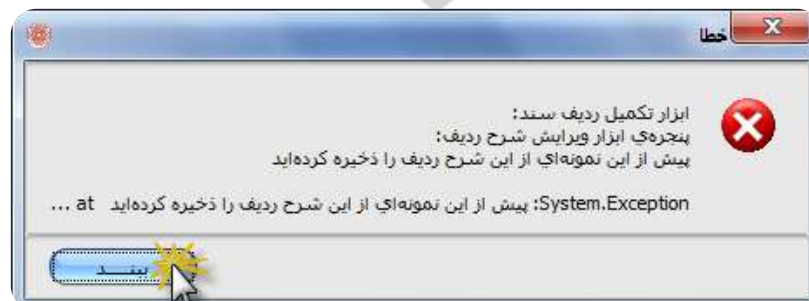 خطا
ابزار تکمیل ردیف سند:
پنجره‌ي ابزار ویرایش شرح ردیف:
پیش از این نمونه‌اي از این شرح ردیف را ذخیره کرده‌اید
System.Exception: پیش از این نمونه‌اي از این شرح ردیف را ذخیره کرده‌اید   at ...
ببنـــد